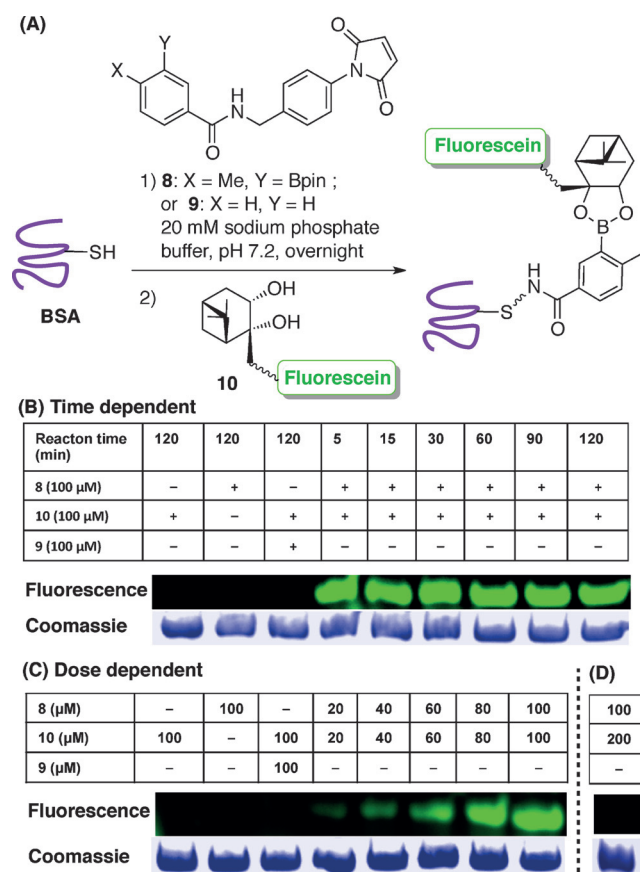 (A)
Y
X
O
N
H
N
O
O
1) 8: X = Me, Y = Bpin ;
or 9: X = H, Y = H
20 mM sodium phosphate
buffer, pH 7.2, overnight
SH
BSA
2)
OH
OH
10
Fluorescein
Fluorescein
O
O
B
H
N
S
O
(B) Time dependent
Reacton time (min) 120 120 120 5 15 30 60 90 120
8 (100 µM) – + – + + + + + +
10 (100 µM) + – + + + + + + +
9 (100 µM) – – + – – – – – –
Fluorescence
Coomassie
(C) Dose dependent
8 (µM) – 100 – 20 40 60 80 100
10 (µM) 100 – 100 20 40 60 80 100
9 (µM) – – 100 – – – – –
Fluorescence
Coomassie
(D)
100
200
–